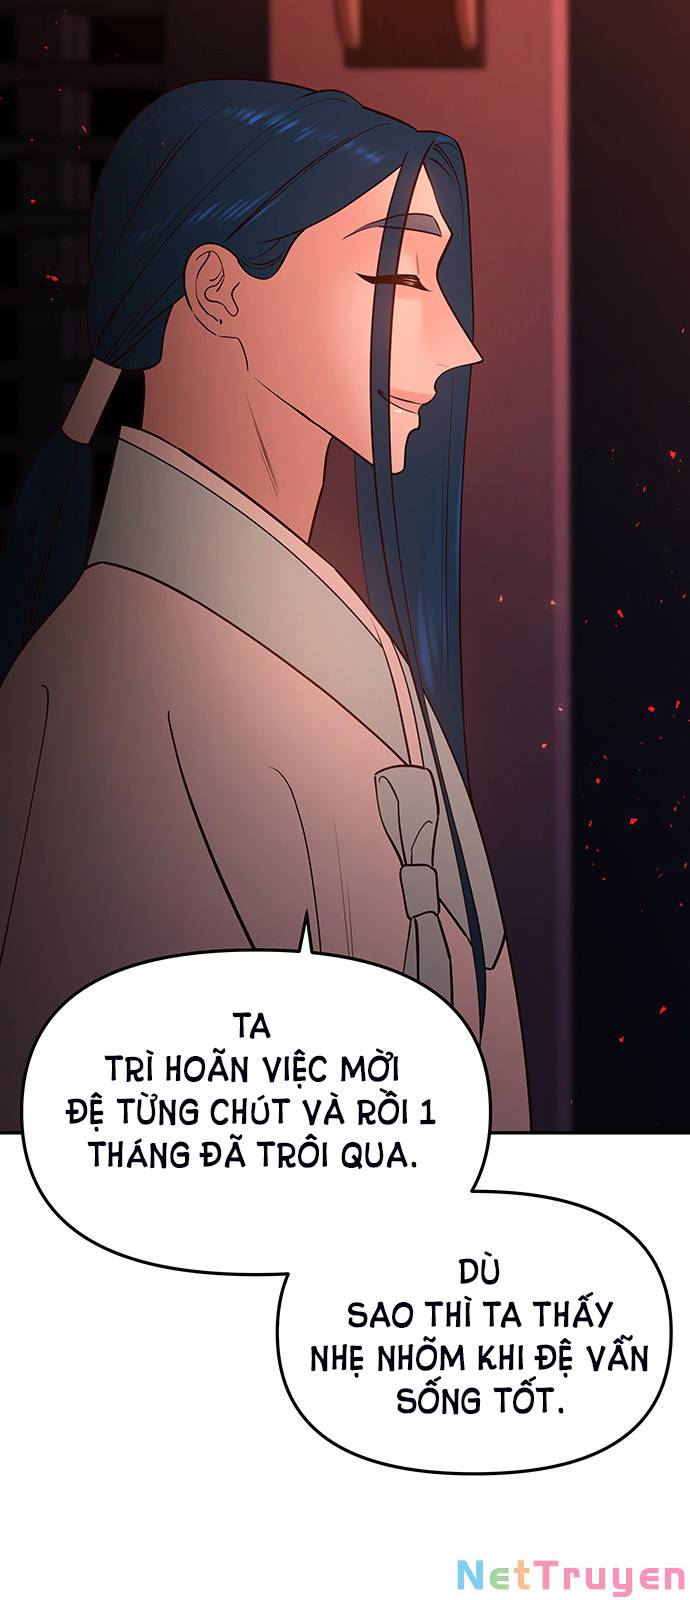 TA
TRÌ HOÃN VIỆC MỜI
ĐỆ TỪNG CHÚT VÀ RỒI 1
THÁNG ĐÃ TRÔI QUA.
DÙ
SAO THÌ TA THẤY
NHẸ NHÕM KHI ĐỆ VẪN
SỐNG TỐT.
NetTruyen